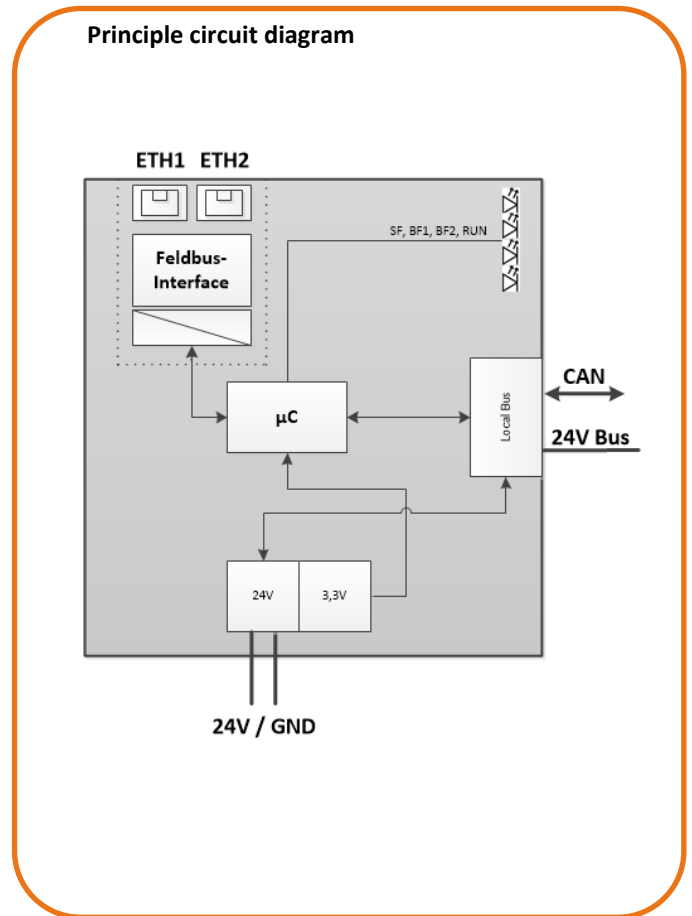 Principle circuit diagram
ETH1 ETH2
SF, BF1, BF2, RUN
Feldbus-
Interface
CAN
µC
Local Bus
24V Bus
24V
3,3V
24V / GND